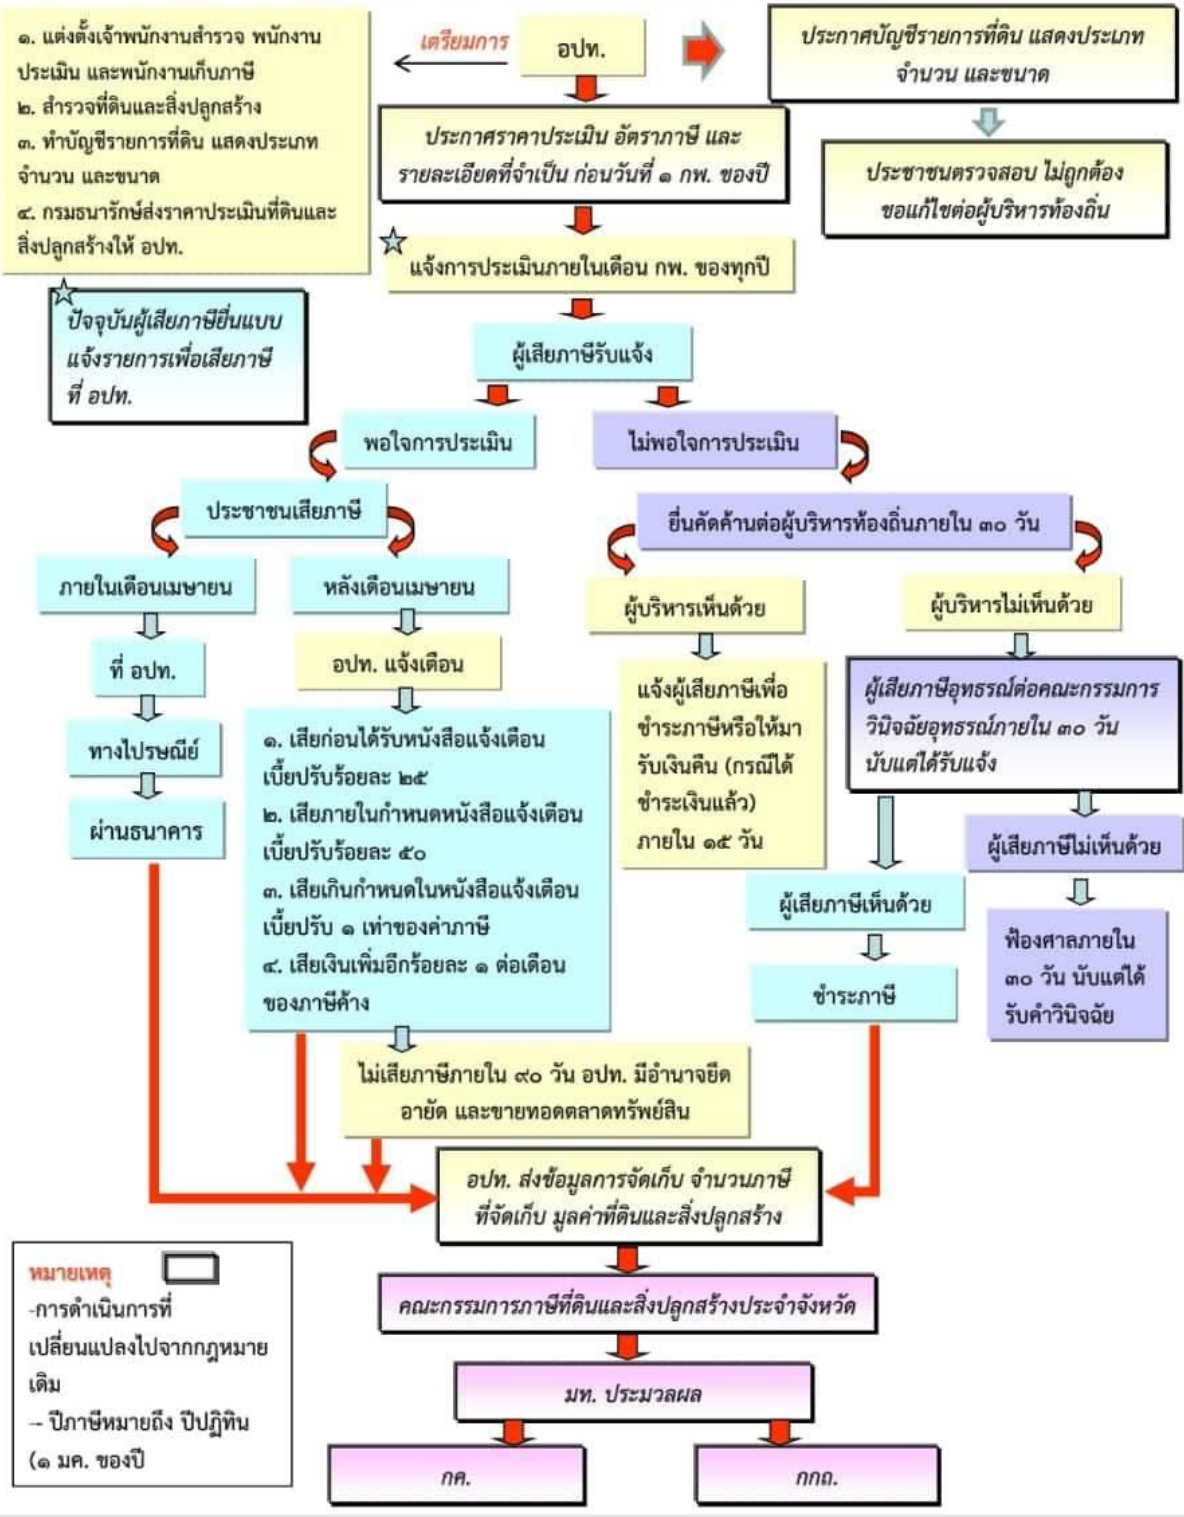 ๑. แต่งตั้งเจ้าพนักงานสำรวจ พนักงาน
ประเมิน และพนักงานเก็บภาษี
๒. สำรวจที่ดินและสิ่งปลูกสร้าง
๓. ทำบัญชีรายการที่ดิน แสดงประเภท
จำนวน และขนาด
๔. กรมธนารักษ์ส่งราคาประเมินที่ดินและ
สิ่งปลูกสร้างให้ อปท.
เตรียมการ
อปท.
ประกาศบัญชีรายการที่ดิน แสดงประเภท
จำนวน และขนาด
ประกาศราคาประเมิน อัตราภาษี และ
รายละเอียดที่จำเป็น ก่อนวันที่ ๑ กพ. ของปี
ประชาชนตรวจสอบ ไม่ถูกต้อง
ขอแก้ไขต่อผู้บริหารท้องถิ่น
แจ้งการประเมินภายในเดือน กพ. ของทุกปี
ปัจจุบันผู้เสียภาษียื่นแบบ
แจ้งรายการเพื่อเสียภาษี
ที่ อปท.
ผู้เสียภาษีรับแจ้ง
พอใจการประเมิน
ไม่พอใจการประเมิน
ประชาชนเสียภาษี
ยื่นคัดค้านต่อผู้บริหารท้องถิ่นภายใน ๓๐ วัน
ภายในเดือนเมษายน
หลังเดือนเมษายน
ผู้บริหารเห็นด้วย
ผู้บริหารไม่เห็นด้วย
ที่ อปท.
อปท. แจ้งเตือน
ทางไปรษณีย์
ผ่านธนาคาร
๑. เสียก่อนได้รับหนังสือแจ้งเตือน
เบี้ยปรับร้อยละ ๒๕
๒. เสียภายในกำหนดหนังสือแจ้งเตือน
เบี้ยปรับร้อยละ ๕๐
๓. เสียเกินกำหนดในหนังสือแจ้งเตือน
เบี้ยปรับ ๑ เท่าของค่าภาษี
๔. เสียเงินเพิ่มอีกร้อยละ ๑ ต่อเดือน
ของภาษีค้าง
แจ้งผู้เสียภาษีเพื่อ
ชำระภาษีหรือให้มา
รับเงินคืน (กรณีได้
ชำระเงินแล้ว)
ภายใน ๑๕ วัน
ผู้เสียภาษีอุทธรณ์ต่อคณะกรรมการ
วินิจฉัยอุทธรณ์ภายใน ๓๐ วัน
นับแต่ได้รับแจ้ง
ผู้เสียภาษีไม่เห็นด้วย
ผู้เสียภาษีเห็นด้วย
ฟ้องศาลภายใน
๓๐ วัน นับแต่ได้
รับคำวินิจฉัย
ชำระภาษี
ไม่เสียภาษีภายใน ๙๐ วัน อปท. มีอำนาจยึด
อายัด และขายทอดตลาดทรัพย์สิน
อปท. ส่งข้อมูลการจัดเก็บ จำนวนภาษี
ที่จัดเก็บ มูลค่าที่ดินและสิ่งปลูกสร้าง
หมายเหตุ
-การดำเนินการที่
เปลี่ยนแปลงไปจากกฎหมาย
เดิม
-- ปีภาษีหมายถึง ปีปฏิทิน
(๑ มค. ของปี
คณะกรรมการภาษีที่ดินและสิ่งปลูกสร้างประจำจังหวัด
มท. ประมวลผล
กค.
กกถ.